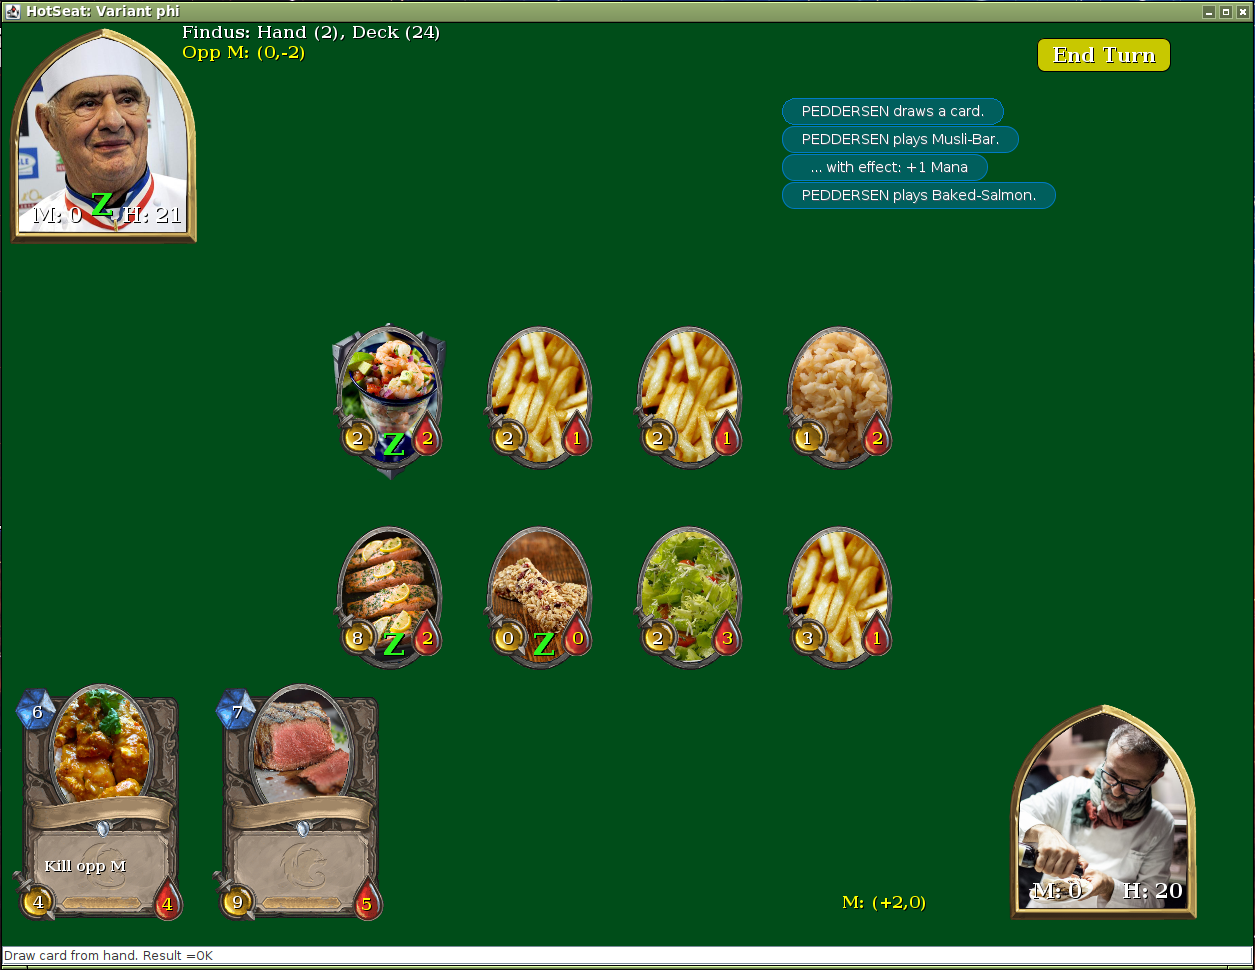 HotSeat: Variant phi
Findus: Hand (2), Deck (24)
Opp M: (0,-2)
End Turn
PEDDERSEN draws a card.
PEDDERSEN plays Musli-Bar.
... with effect: +1 Mana
PEDDERSEN plays Baked-Salmon.
Z
M: 0 H: 21
2 Z 2
2 1
2 1
1 2
8 Z 2
0 Z 0
2 3
3 1
6
7
Kill opp M
4 4
9 5
M: (+2,0)
M: 0 H: 20
Draw card from hand. Result =OK